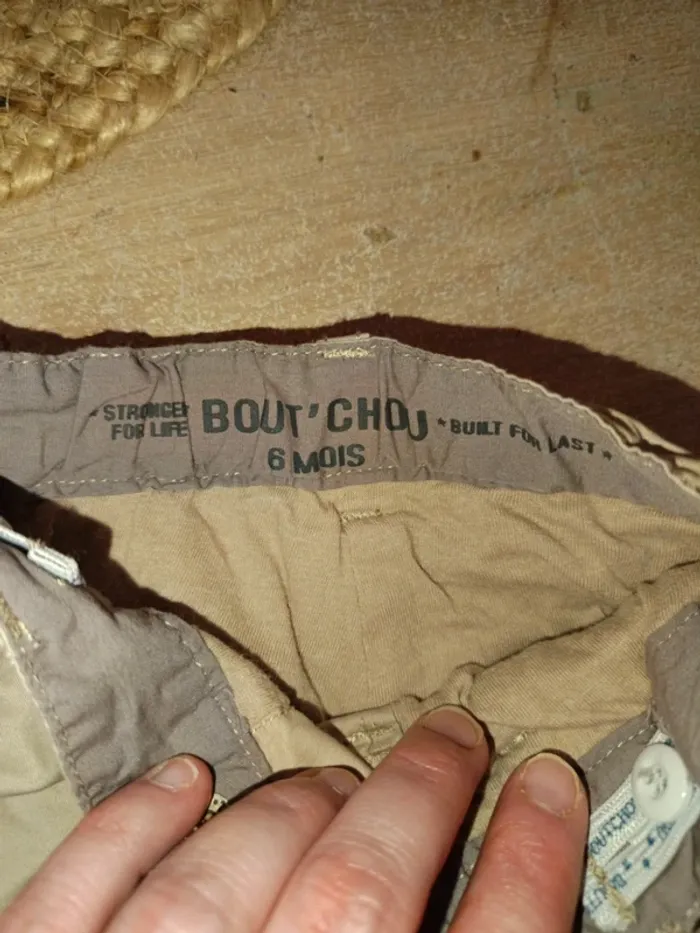 * STRONGER
FOR LIFE
BOUT'CHOU
6 MOIS
* BUILT FOR LAST *